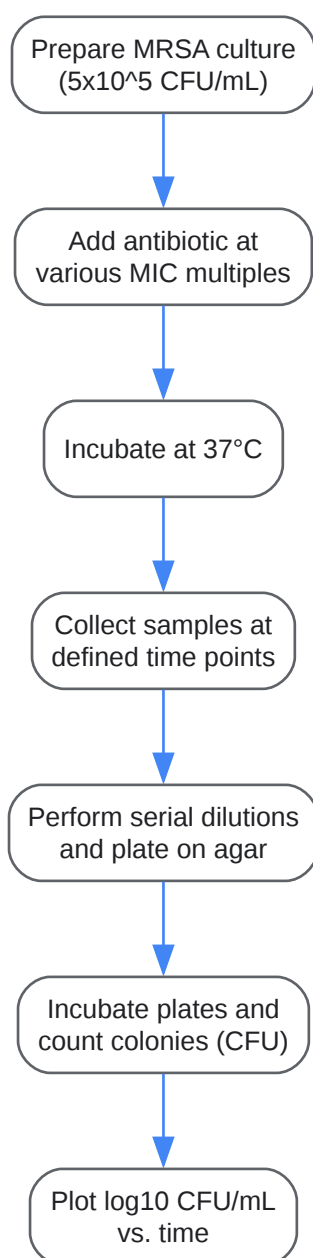 Prepare MRSA culture
(5x10^5 CFU/mL)
Add antibiotic at
various MIC multiples
Incubate at 37°C
Collect samples at
defined time points
Perform serial dilutions
and plate on agar
Incubate plates and
count colonies (CFU)
Plot log10 CFU/mL
vs. time